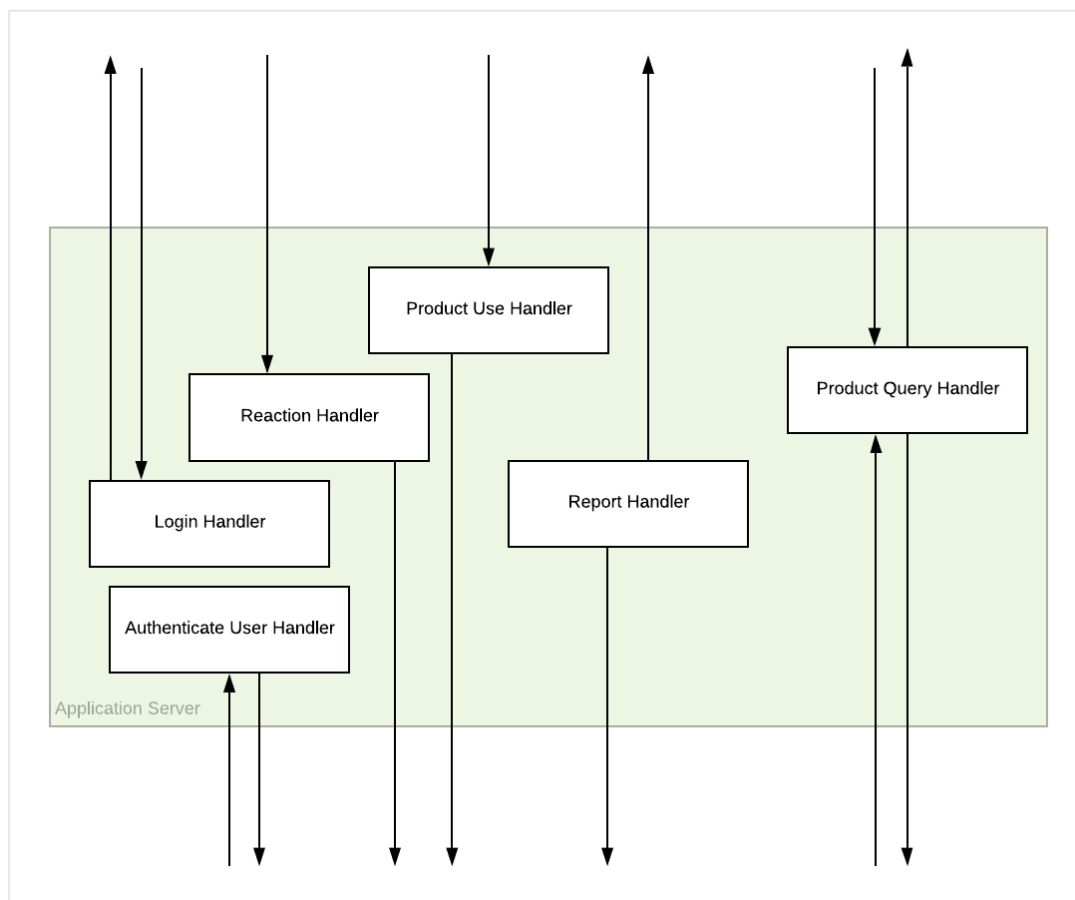 Product Use Handler
Product Query Handler
Reaction Handler
Report Handler
Login Handler
Authenticate User Handler
Application Server